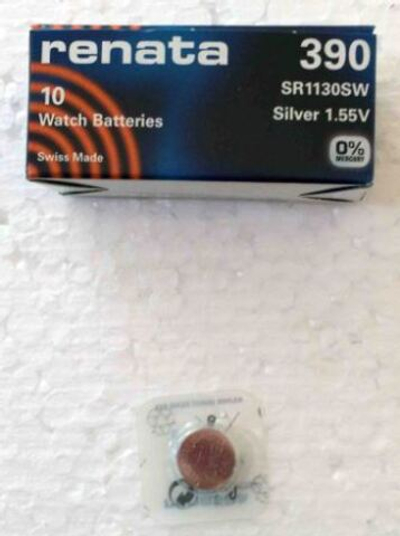 renata 390
10 SR1130SW
Watch Batteries Silver 1.55V
Swiss Made 0%
MERCURY